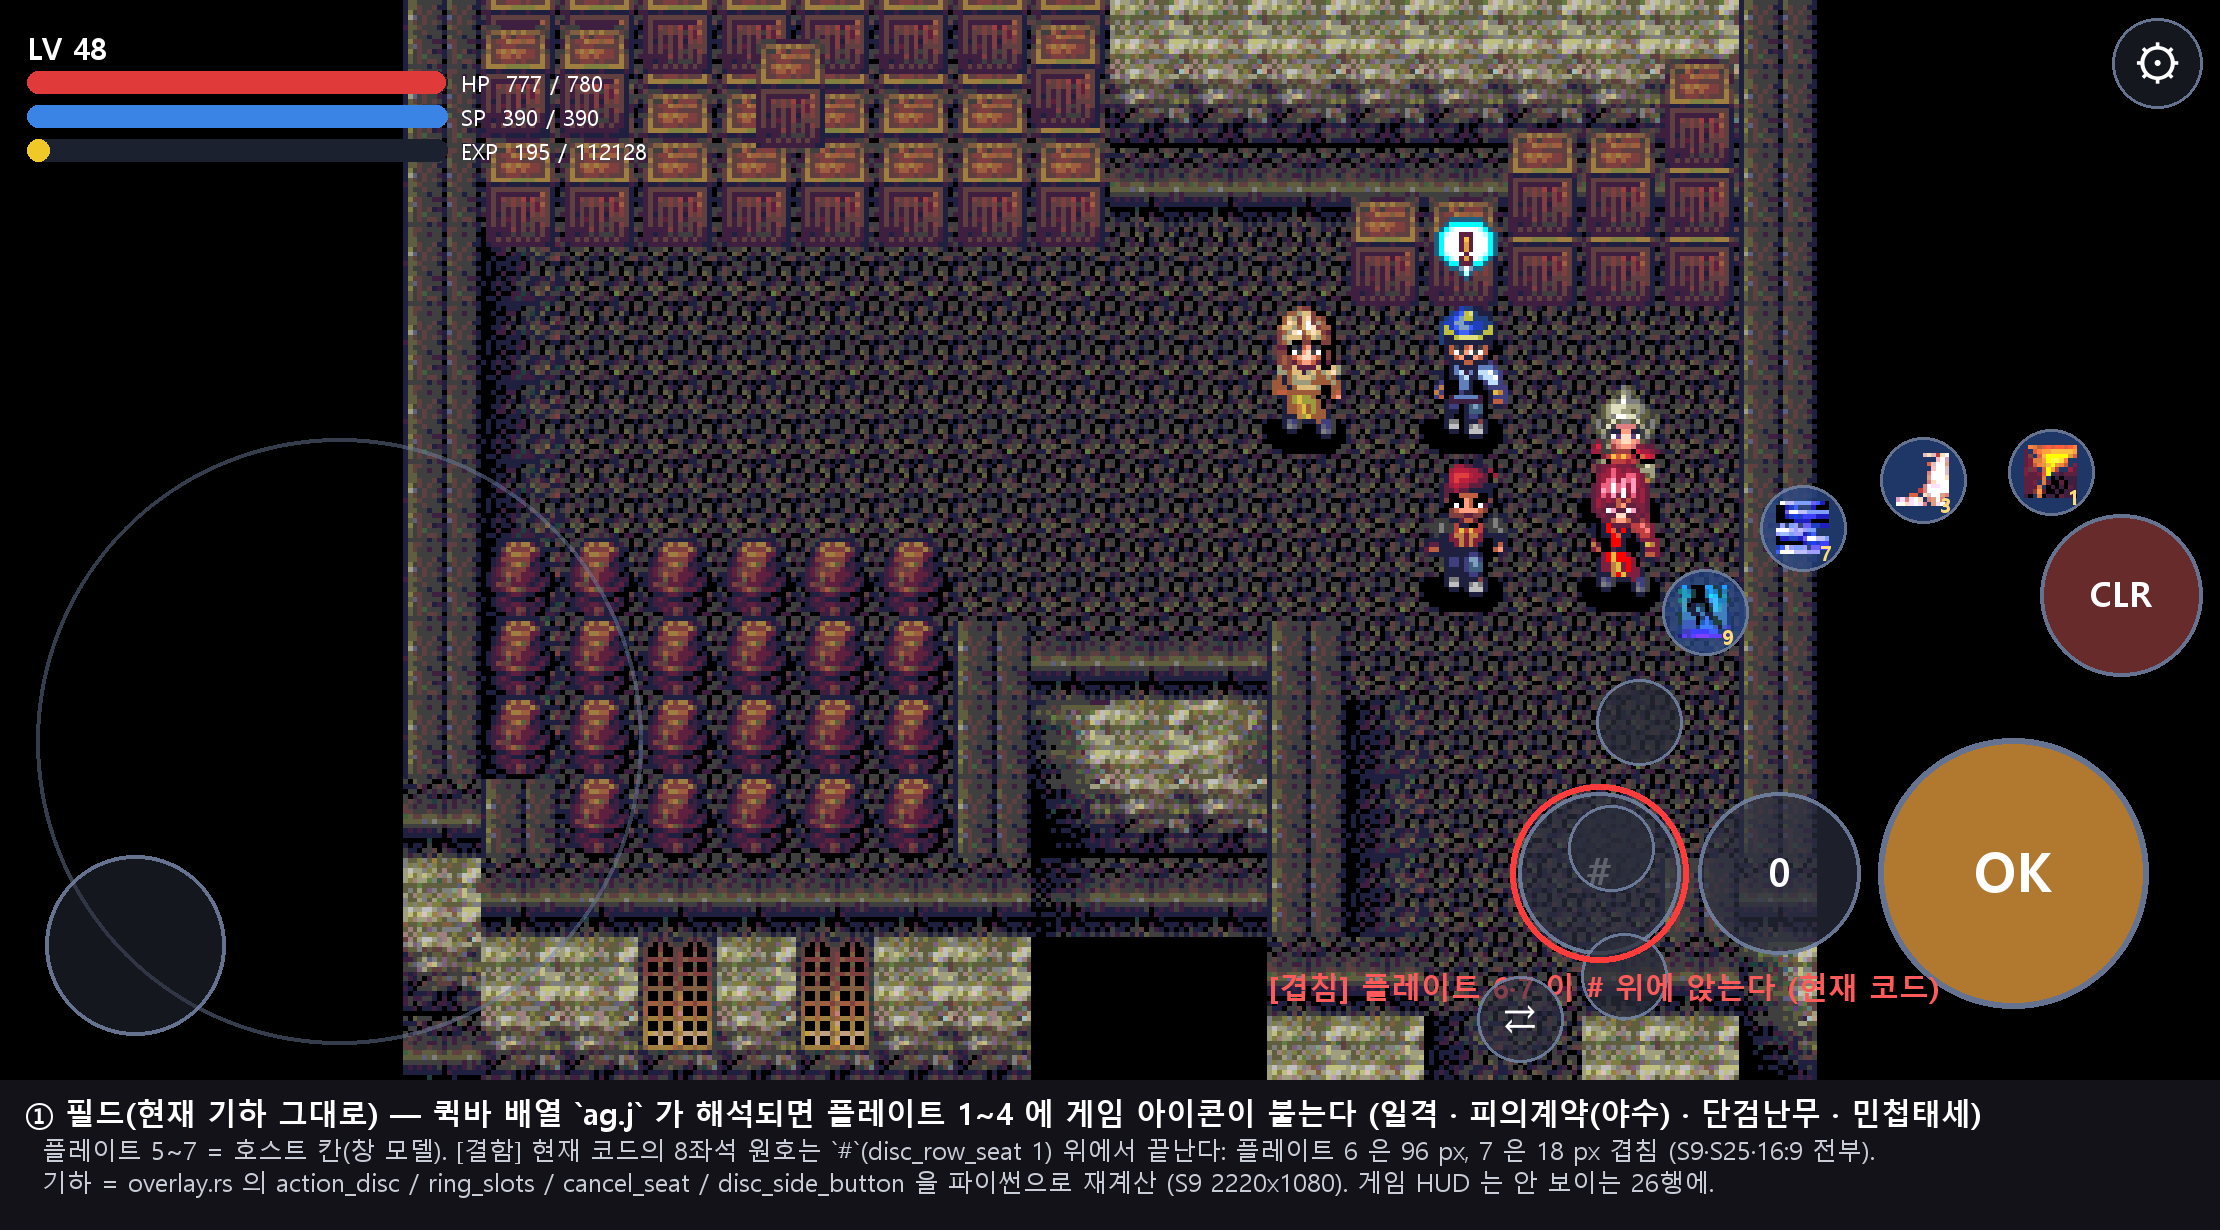 LV 48
HP 777 / 780
SP 390 / 390
EXP 195 / 112128
3
1
7
9
CLR
#
0
OK
[겹침] 플레이트 6·7 이 # 위에 앉는다 (현재 코드)
① 필드(현재 기하 그대로) — 퀵바 배열 `ag.j` 가 해석되면 플레이트 1~4 에 게임 아이콘이 붙는다 (일격 · 피의계약(야수) · 단검난무 · 민첩태세)
플레이트 5~7 = 호스트 칸(창 모델). [결함] 현재 코드의 8좌석 원호는 `#`(disc_row_seat 1) 위에서 끝난다: 플레이트 6 은 96 px, 7 은 18 px 겹침 (S9·S25·16:9 전부).
기하 = overlay.rs 의 action_disc / ring_slots / cancel_seat / disc_side_button 을 파이썬으로 재계산 (S9 2220x1080). 게임 HUD 는 안 보이는 26행에.